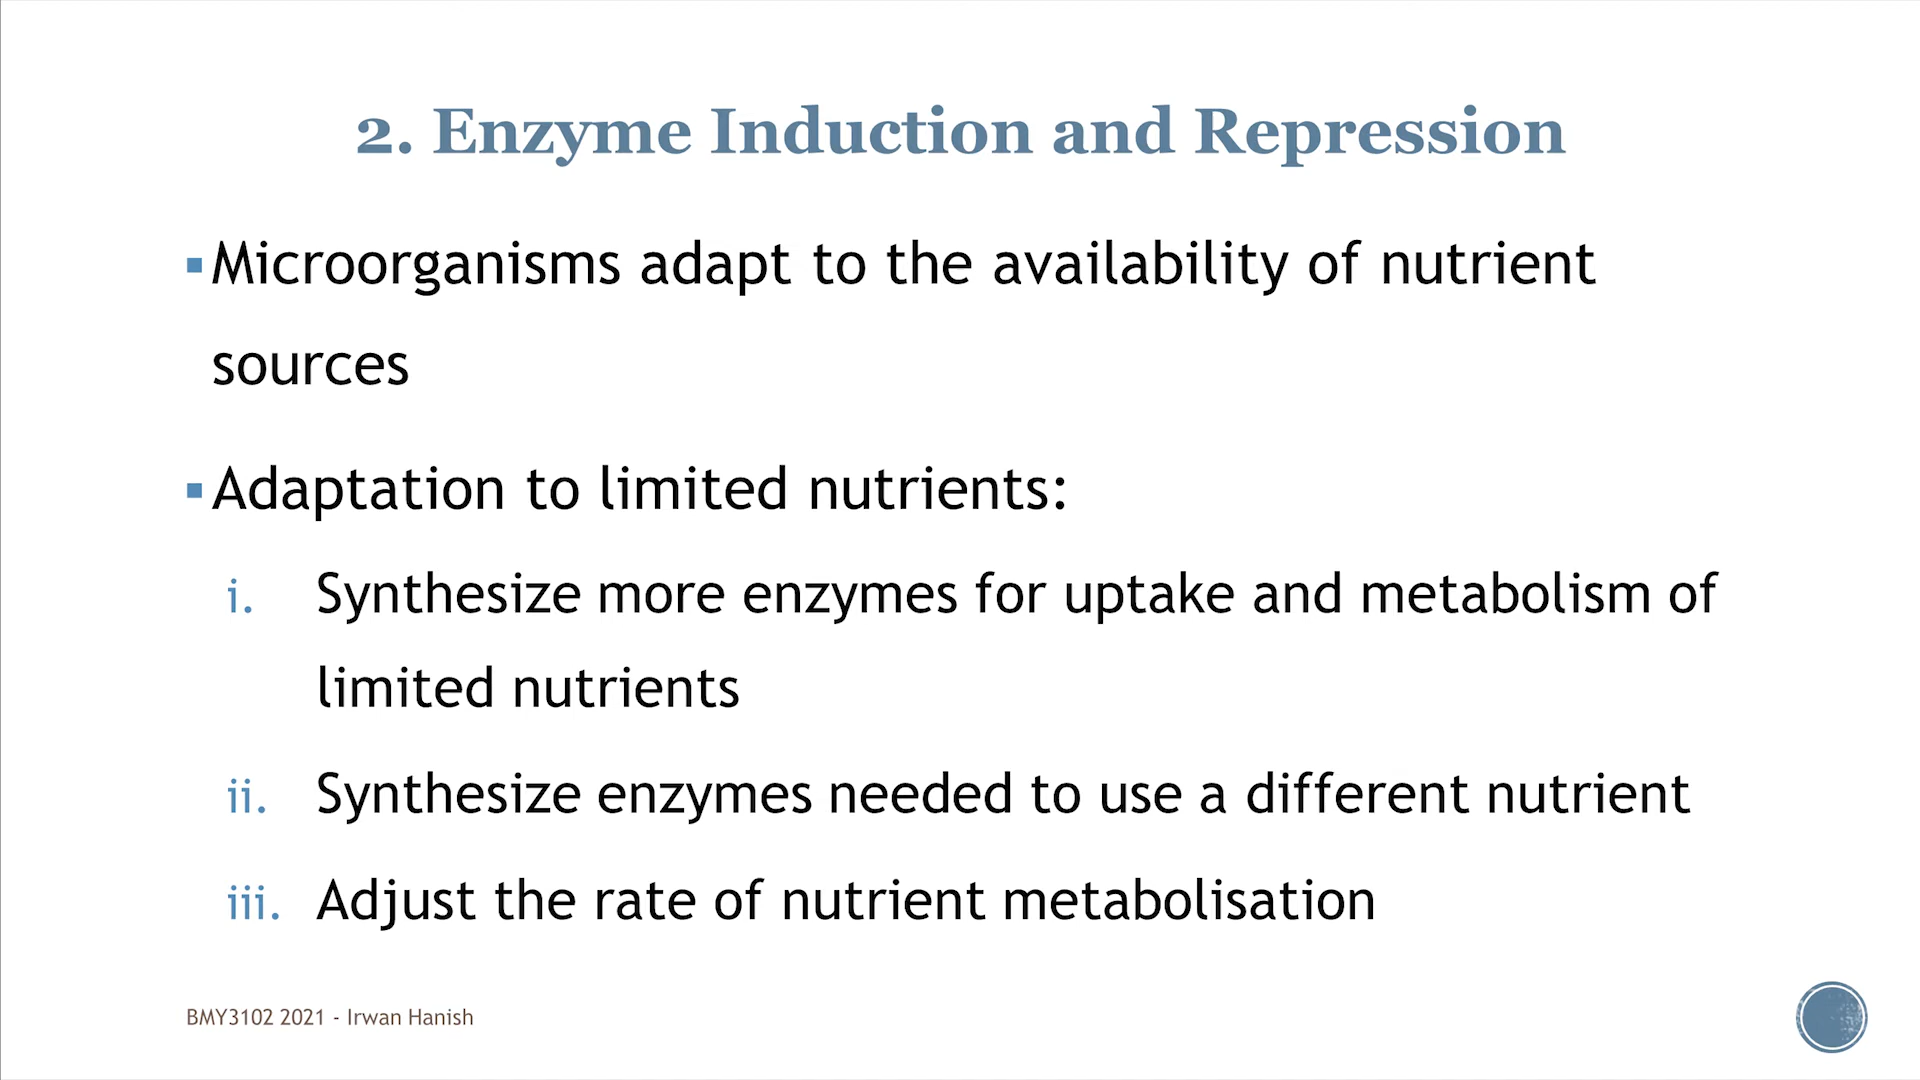 2. Enzyme Induction and Repression
▪Microorganisms adapt to the availability of nutrient
sources
▪Adaptation to limited nutrients:
i. Synthesize more enzymes for uptake and metabolism of
limited nutrients
ii. Synthesize enzymes needed to use a different nutrient
iii. Adjust the rate of nutrient metabolisation
BMY3102 2021 - Irwan Hanish